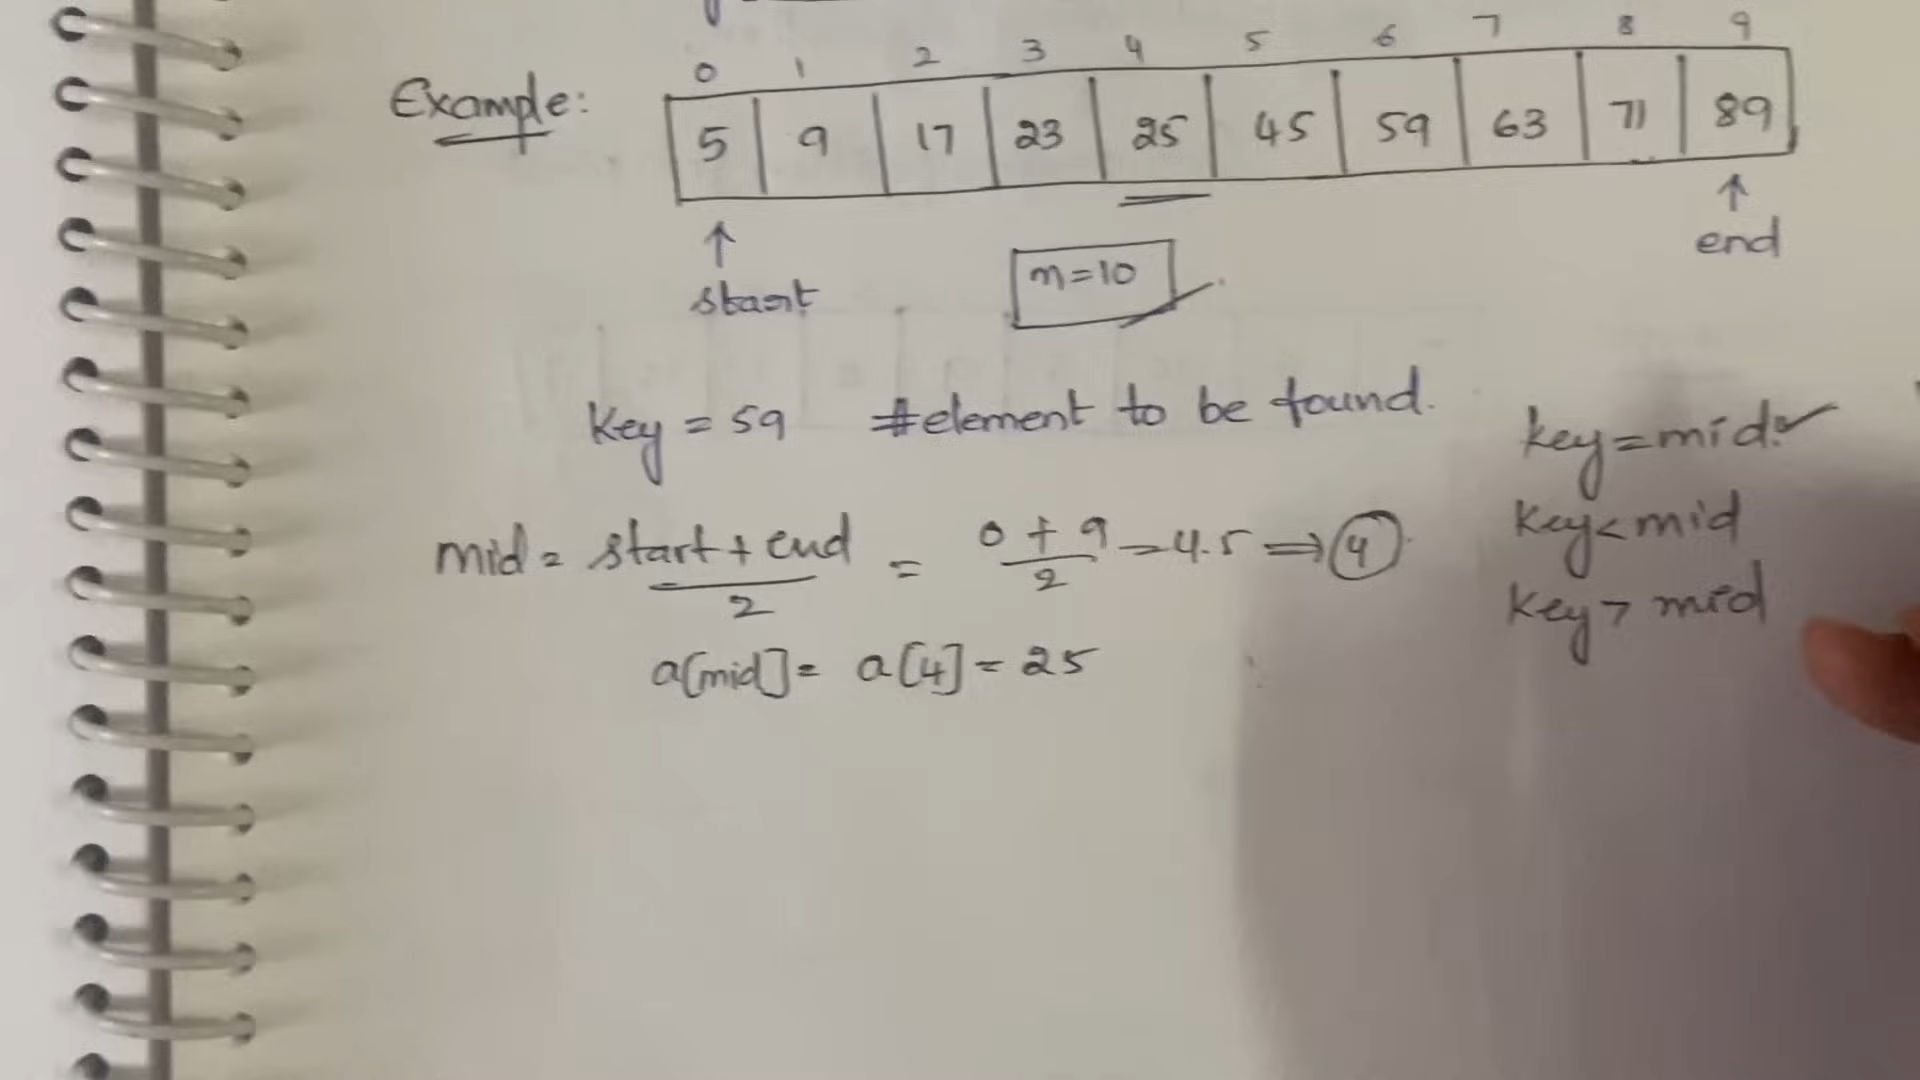 0 1 2 3 4 5 6 7 8 9
Example: 5 9 17 23 25 45 59 63 71 89
↑ ↑
start n=10 end
Key = 59 #element to be found.
key=mid
mid = start + end / 2 = 0 + 9 / 2 = 4.5 ⇒ 4
key<mid
key> mid
a[mid]= a[4] = 25